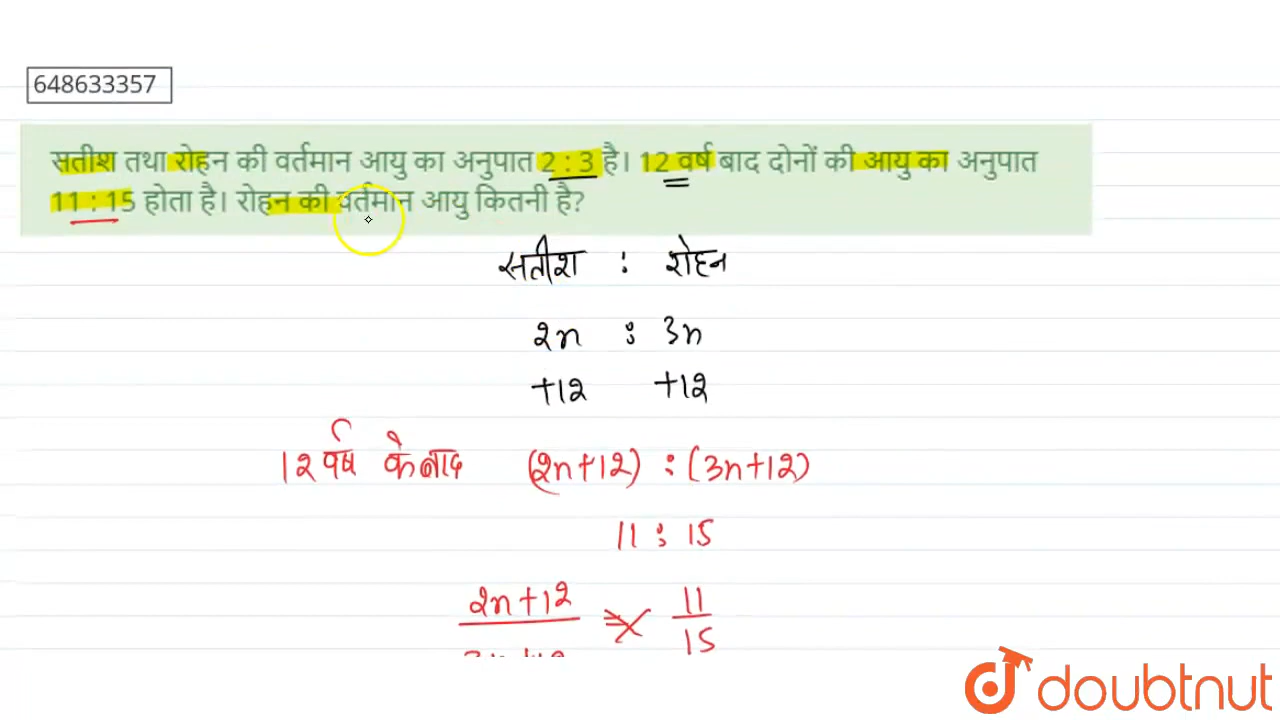 648633357
सतीश तथा रोहन की वर्तमान आयु का अनुपात 2 : 3 है। 12 वर्ष बाद दोनों की आयु का अनुपात
11 : 15 होता है। रोहन की वर्तमान आयु कितनी है?
सतीश : रोहन
2n : 3n
+12 +12
12 वर्ष के बाद (2n+12) : (3n+12)
11 : 15
2n+12 = 11
15
doubtnut